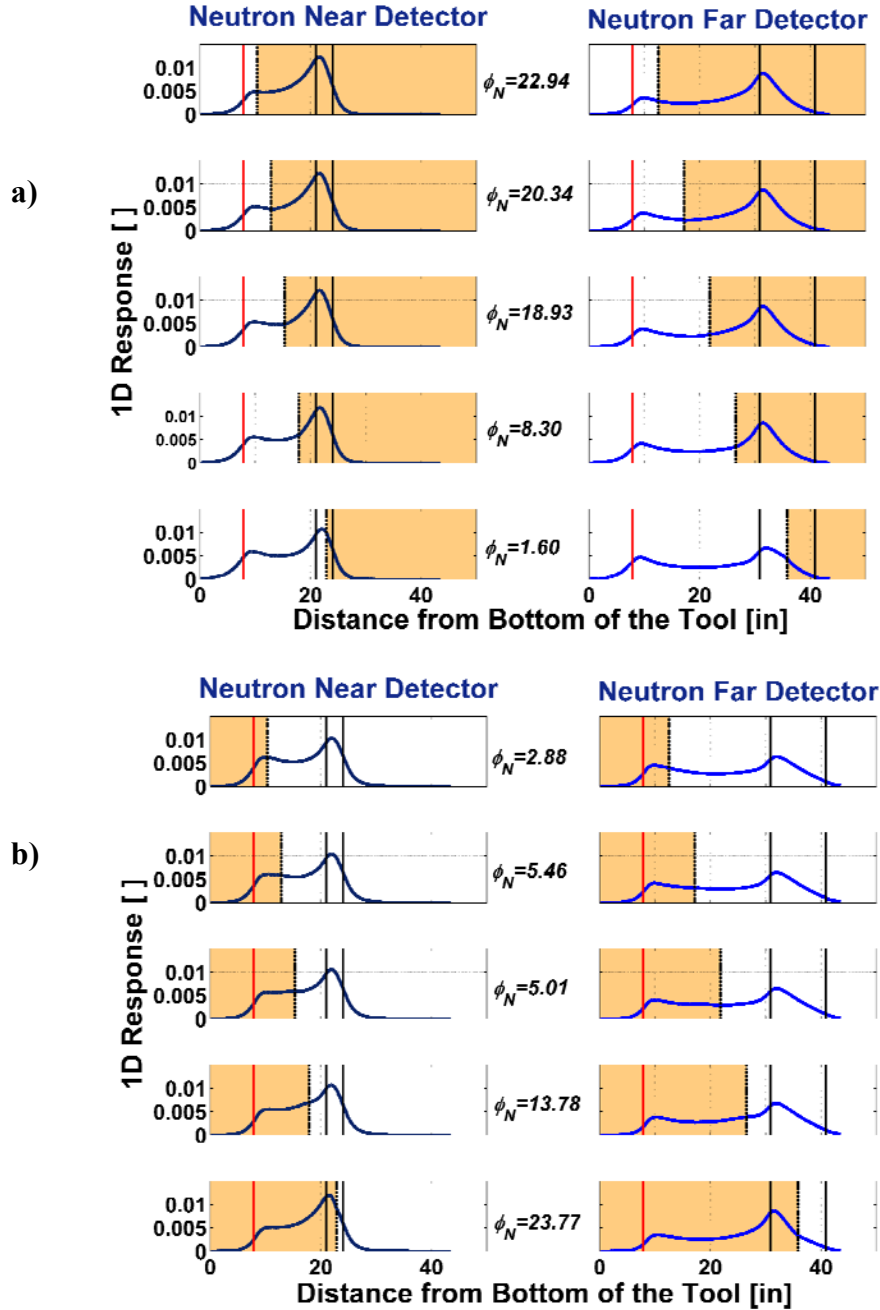 Neutron Near Detector Neutron Far Detector
a)
1D Response [ ]
0.01
0.005
0
ϕN=22.94
0.01
0.005
0
ϕN=20.34
0.01
0.005
0
ϕN=18.93
0.01
0.005
0
ϕN=8.30
0.01
0.005
0
ϕN=1.60
0 20 40 0 20 40
Distance from Bottom of the Tool [in]
Neutron Near Detector Neutron Far Detector
b)
1D Response [ ]
0.01
0.005
0
ϕN=2.88
0.01
0.005
0
ϕN=5.46
0.01
0.005
0
ϕN=5.01
0.01
0.005
0
ϕN=13.78
0.01
0.005
0
ϕN=23.77
0 20 40 0 20 40
Distance from Bottom of the Tool [in]